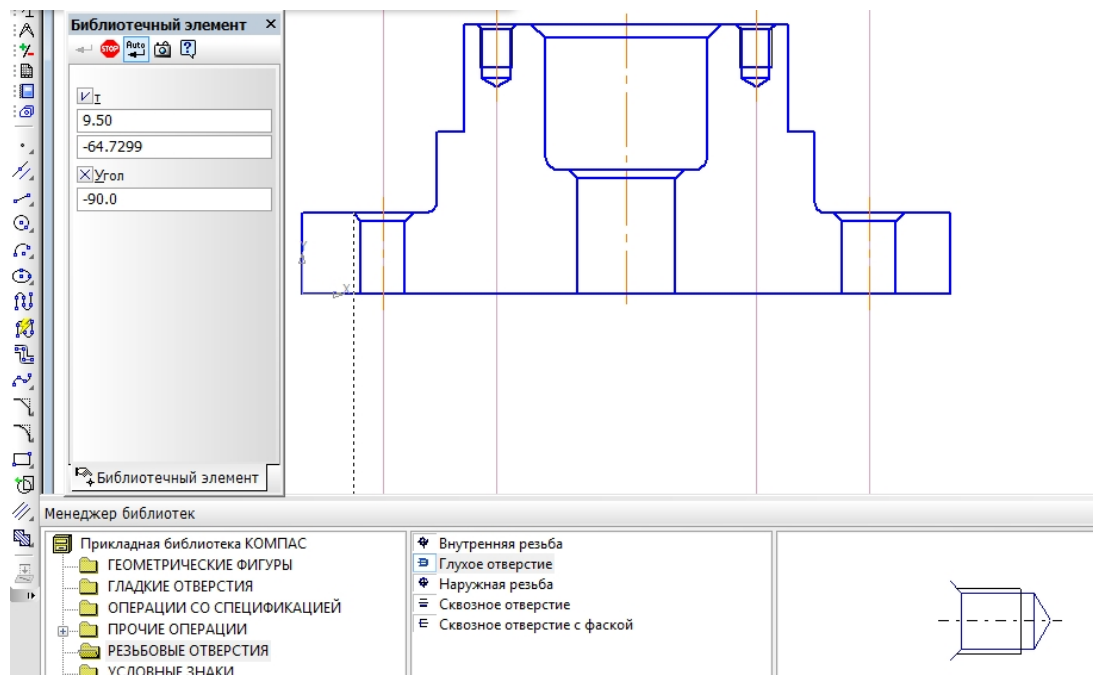 Библиотечный элемент ×
STOP Auto ?
т
9.50
-64.7299
Угол
-90.0
Y
X
Библиотечный элемент
Менеджер библиотек
Прикладная библиотека КОМПАС
ГЕОМЕТРИЧЕСКИЕ ФИГУРЫ
ГЛАДКИЕ ОТВЕРСТИЯ
ОПЕРАЦИИ СО СПЕЦИФИКАЦИЕЙ
ПРОЧИЕ ОПЕРАЦИИ
РЕЗЬБОВЫЕ ОТВЕРСТИЯ
УСЛОВНЫЕ ЗНАКИ
Внутренняя резьба
Глухое отверстие
Наружная резьба
Сквозное отверстие
Сквозное отверстие с фаской